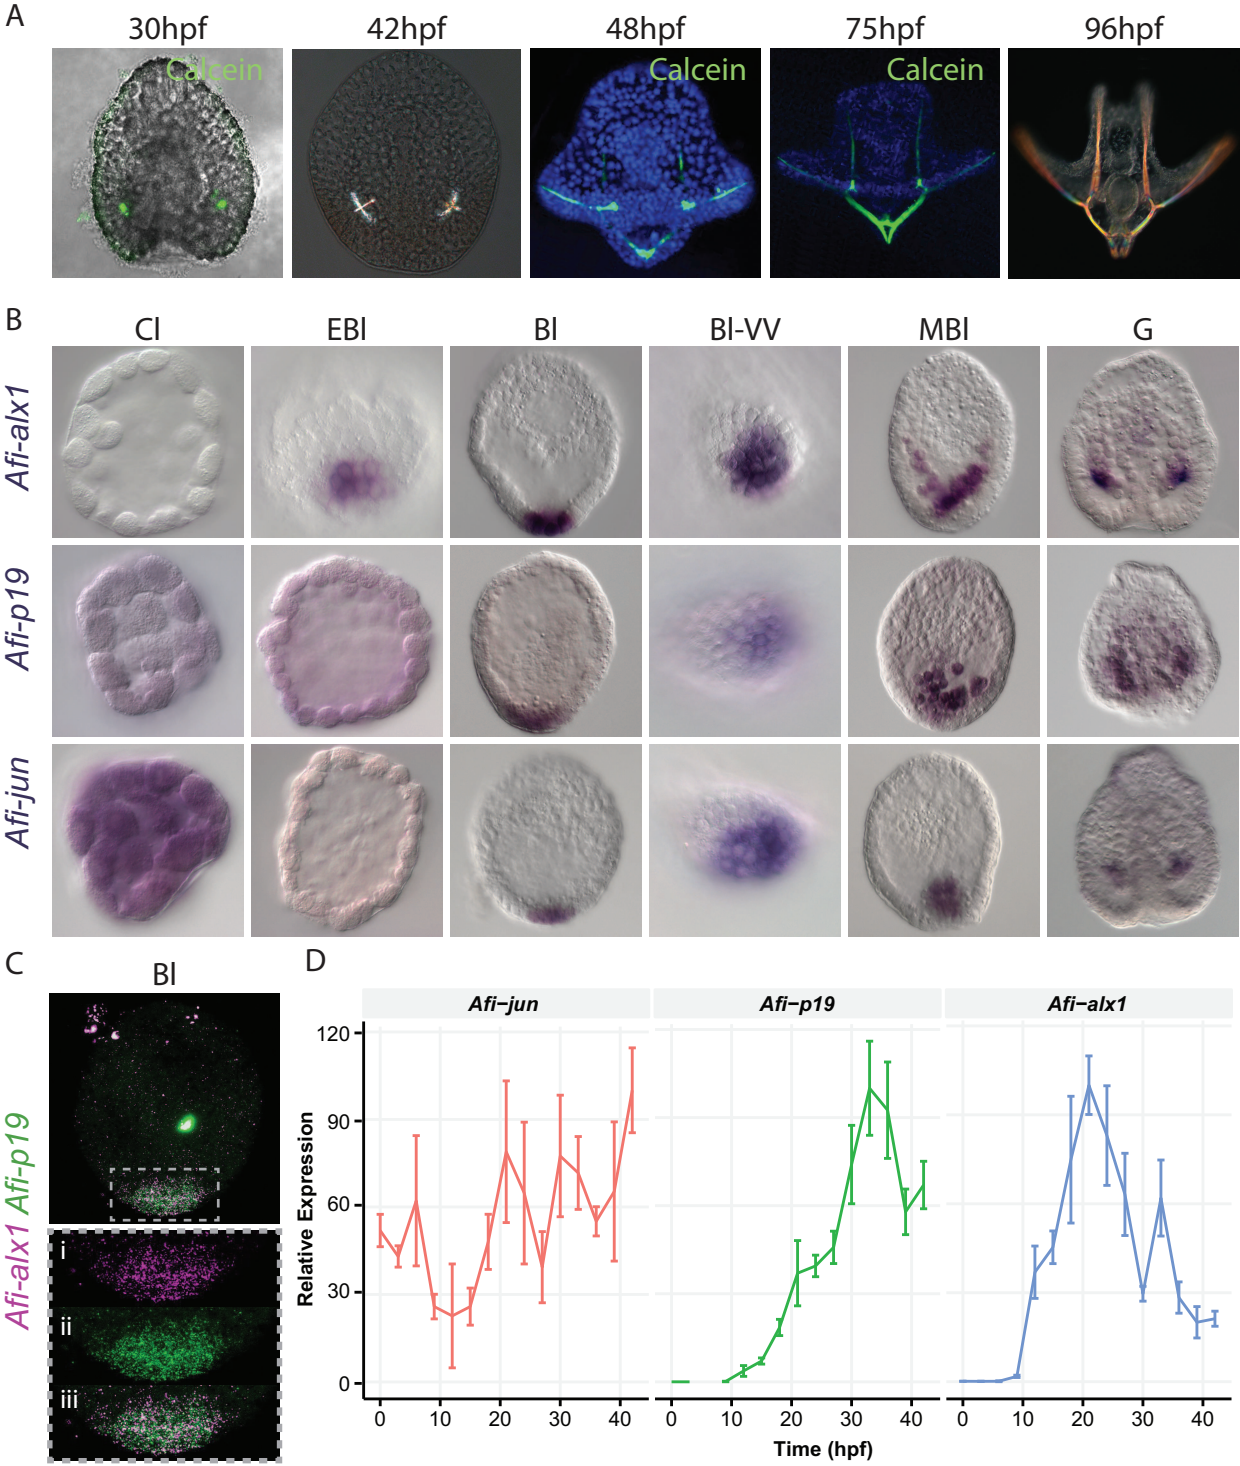 A
30hpf 42hpf 48hpf 75hpf 96hpf
Calcein Calcein Calcein
B
Cl EBl Bl Bl-VV MBl G
Afi-alx1
Afi-p19
Afi-jun
C
Bl
Afi-alx1 Afi-p19
i
ii
iii
D
Afi−jun Afi−p19 Afi−alx1
Relative Expression
120
90
60
30
0
0 10 20 30 40 0 10 20 30 40 0 10 20 30 40
Time (hpf)